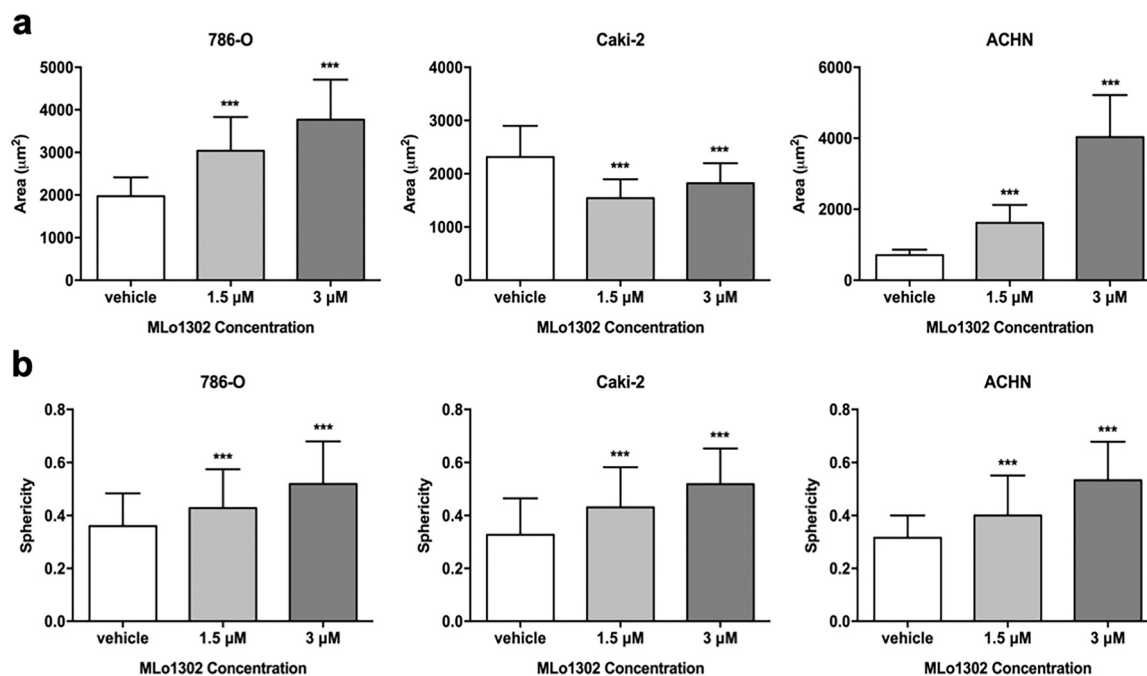 a
786-O
Caki-2
ACHN
Area (μm²)
5000
4000
3000
2000
1000
0
***
***
vehicle
1.5 μM
3 μM
MLo1302 Concentration
Area (μm²)
4000
3000
2000
1000
0
***
***
vehicle
1.5 μM
3 μM
MLo1302 Concentration
Area (μm²)
6000
4000
2000
0
***
***
vehicle
1.5 μM
3 μM
MLo1302 Concentration
b
786-O
Caki-2
ACHN
Sphericity
0.8
0.6
0.4
0.2
0.0
***
***
vehicle
1.5 μM
3 μM
MLo1302 Concentration
Sphericity
0.8
0.6
0.4
0.2
0.0
***
***
vehicle
1.5 μM
3 μM
MLo1302 Concentration
Sphericity
0.8
0.6
0.4
0.2
0.0
***
***
vehicle
1.5 μM
3 μM
MLo1302 Concentration